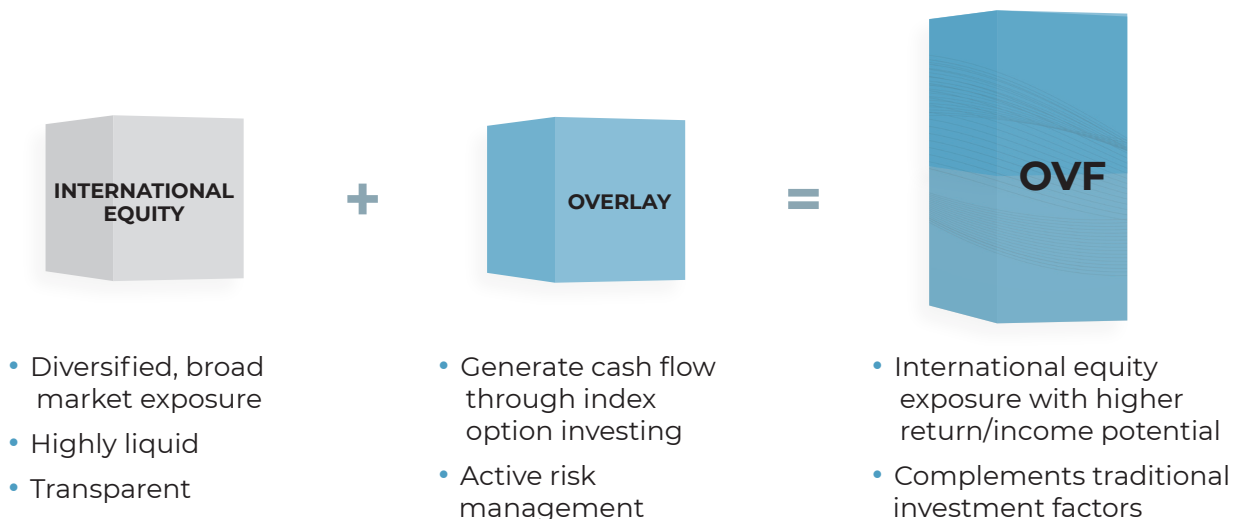 INTERNATIONAL
EQUITY
+
OVERLAY
=
OVF
• Diversified, broad
market exposure
• Highly liquid
• Transparent
• Generate cash flow
through index
option investing
• Active risk
management
• International equity
exposure with higher
return/income potential
• Complements traditional
investment factors